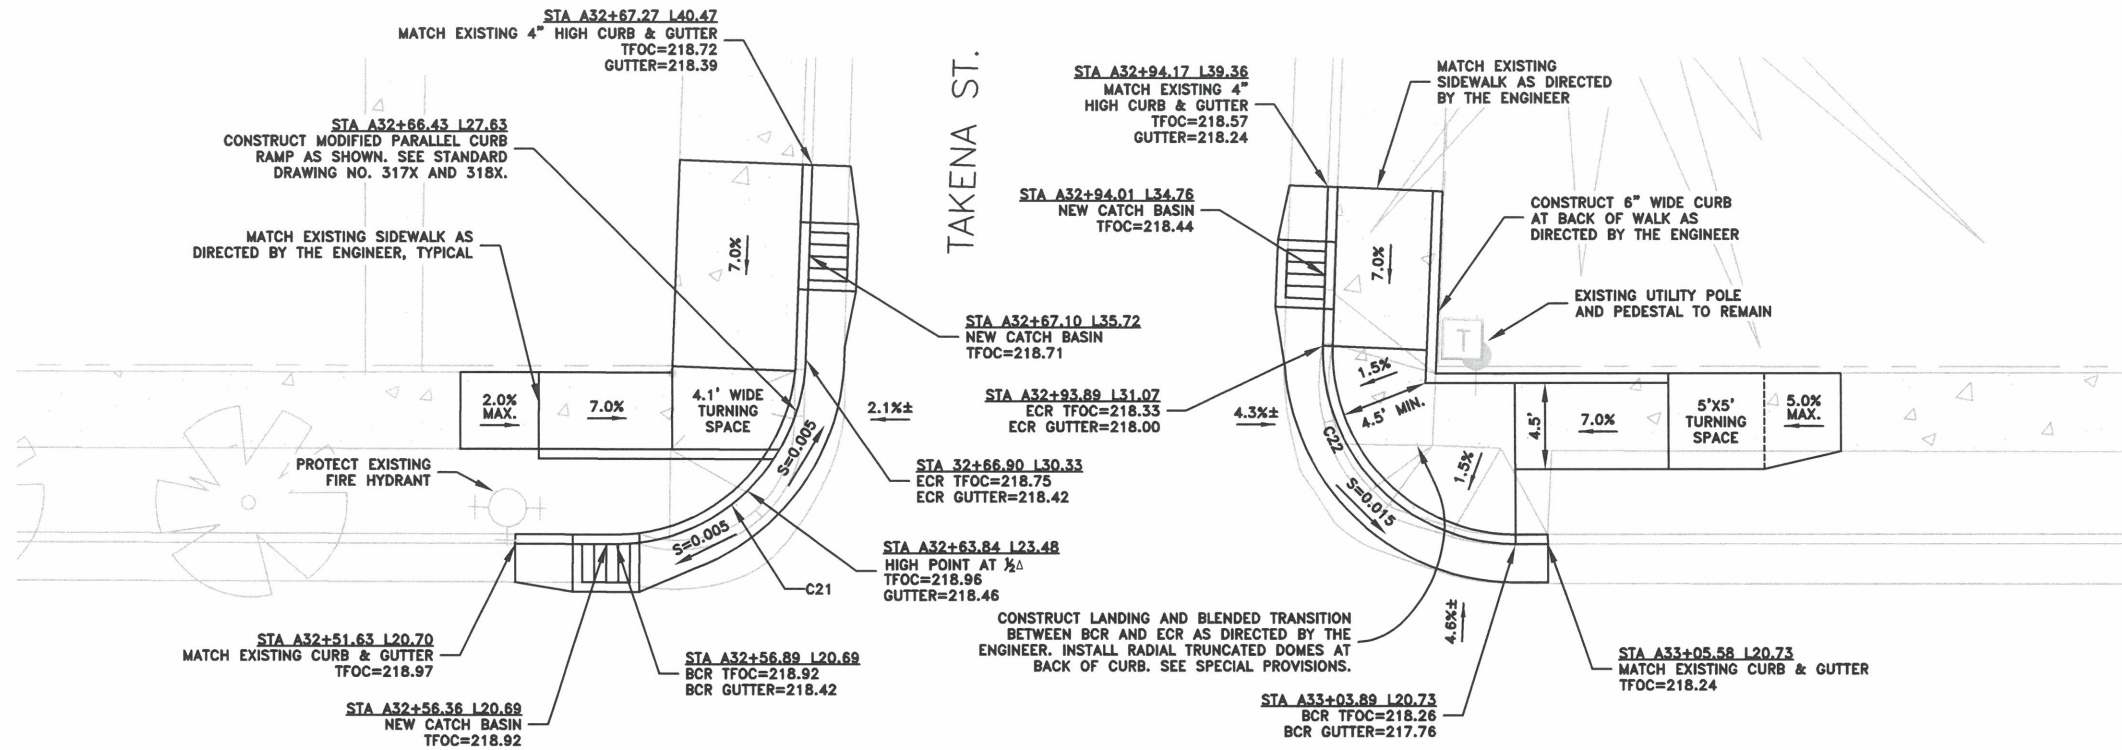 STA A32+67.27 L40.47
MATCH EXISTING 4" HIGH CURB & GUTTER
TFOC=218.72
GUTTER=218.39
STA A32+66.43 L27.63
CONSTRUCT MODIFIED PARALLEL CURB
RAMP AS SHOWN. SEE STANDARD
DRAWING NO. 317X AND 318X.
MATCH EXISTING SIDEWALK AS
DIRECTED BY THE ENGINEER, TYPICAL
7.0%
2.0%
MAX.
7.0%
4.1' WIDE
TURNING
SPACE
PROTECT EXISTING
FIRE HYDRANT
S=0.005
S=0.005
2.1%±
STA A32+51.63 L20.70
MATCH EXISTING CURB & GUTTER
TFOC=218.97
STA A32+56.36 L20.69
NEW CATCH BASIN
TFOC=218.92
STA A32+56.89 L20.69
BCR TFOC=218.92
BCR GUTTER=218.42
C21
STA A32+63.84 L23.48
HIGH POINT AT ½Δ
TFOC=218.96
GUTTER=218.46
STA 32+66.90 L30.33
ECR TFOC=218.75
ECR GUTTER=218.42
STA A32+67.10 L35.72
NEW CATCH BASIN
TFOC=218.71
TAKENA ST.
STA A32+94.17 L39.36
MATCH EXISTING 4"
HIGH CURB & GUTTER
TFOC=218.57
GUTTER=218.24
STA A32+94.01 L34.76
NEW CATCH BASIN
TFOC=218.44
STA A32+93.89 L31.07
ECR TFOC=218.33
ECR GUTTER=218.00
MATCH EXISTING
SIDEWALK AS DIRECTED
BY THE ENGINEER
CONSTRUCT 6" WIDE CURB
AT BACK OF WALK AS
DIRECTED BY THE ENGINEER
EXISTING UTILITY POLE
AND PEDESTAL TO REMAIN
T
7.0%
1.5%
4.5' MIN.
4.3%±
C22
S=0.015
1.5%
4.5'
7.0%
5'X5'
TURNING
SPACE
5.0%
MAX.
4.6%±
CONSTRUCT LANDING AND BLENDED TRANSITION
BETWEEN BCR AND ECR AS DIRECTED BY THE
ENGINEER. INSTALL RADIAL TRUNCATED DOMES AT
BACK OF CURB. SEE SPECIAL PROVISIONS.
STA A33+03.89 L20.73
BCR TFOC=218.26
BCR GUTTER=217.76
STA A33+05.58 L20.73
MATCH EXISTING CURB & GUTTER
TFOC=218.24